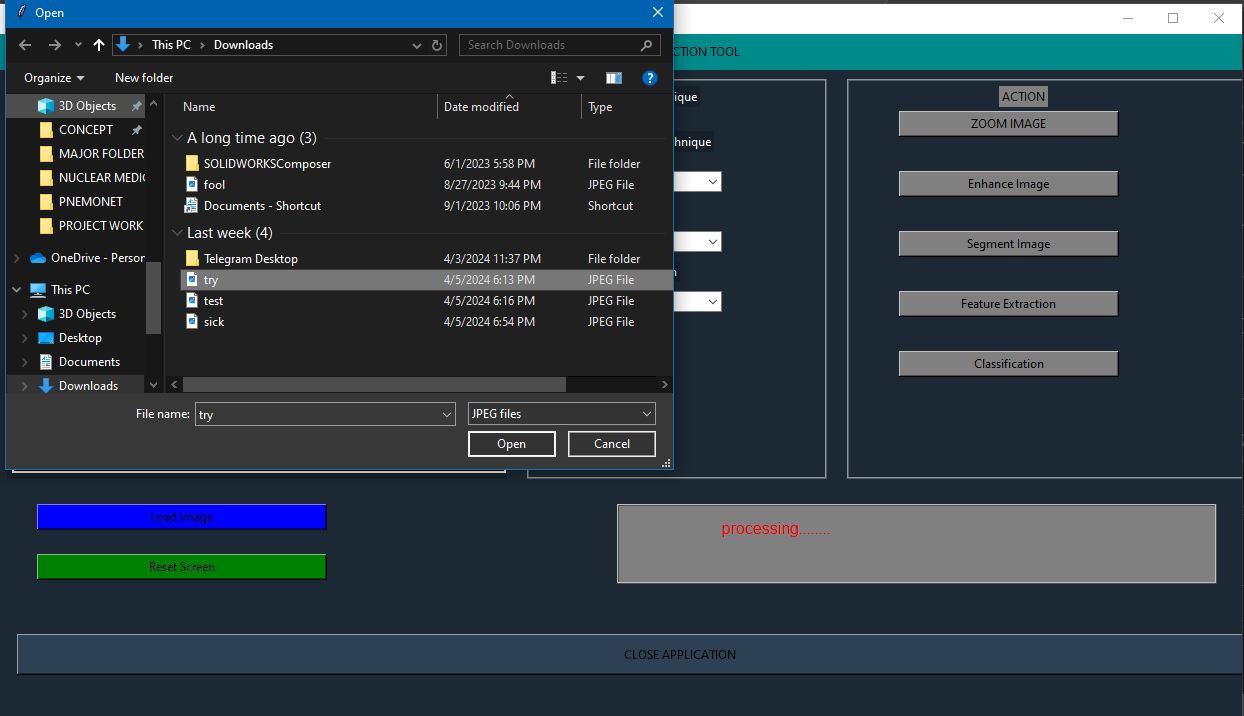 Open
This PC
Downloads
Search Downloads
Organize
New folder
3D Objects
CONCEPT
MAJOR FOLDER
NUCLEAR
PNEMONET
PROJECT WORK
OneDrive -
This PC
3D Objects
Desktop
Documents
Downloads
Name Date modified Type
A long time ago (3)
SOLIDWORKSComposer 6/1/2023 5:58 PM File folder
fool 8/27/2023 9:44 PM JPEG File
Documents - Shortcut 9/1/2023 10:06 PM Shortcut
Last week (4)
Telegram Desktop 4/3/2024 11:37 PM File folder
try 4/5/2024 6:13 PM JPEG File
test 4/5/2024 6:16 PM JPEG File
sick 4/5/2024 6:54 PM JPEG File
File name: try
JPEG files
Open Cancel
TOOL
ACTION
ZOOM IMAGE
Enhance Image
Segment Image
Feature Extraction
Classification
Load Image
Reset Screen
processing........
CLOSE APPLICATION